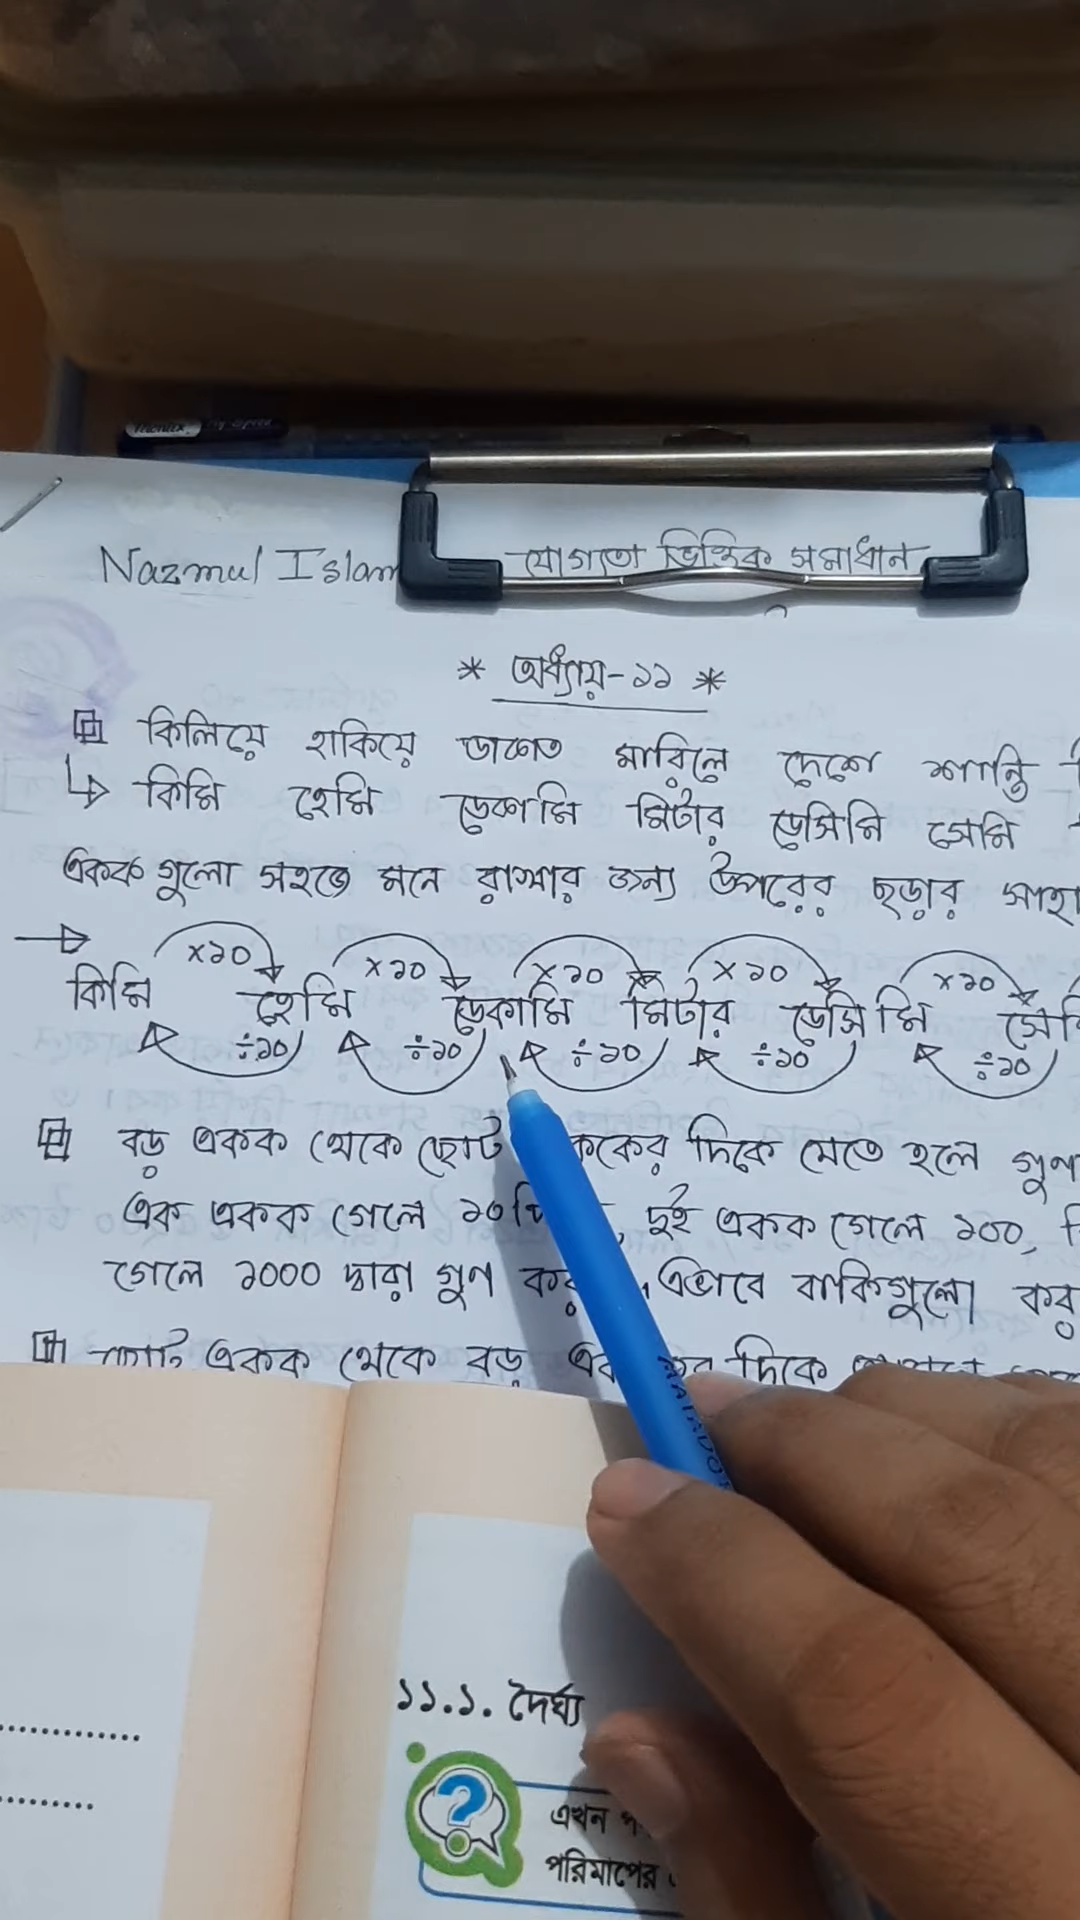 Nazmul Islam যোগ্যতা ভিত্তিক সমাধান
* অধ্যায়-১১ *
কিলিয়ে হাকিয়ে ডাকাত মারিলে দেশে শান্তি
কিমি হেমি ডেকামি মিটার ডেসিমি সেমি
একক গুলো সহজে মনে রাখার জন্য উপরের ছড়ার
×১০ ×১০ ×১০ ×১০ ×১০
কিমি হেমি ডেকামি মিটার ডেসিমি
÷১০ ÷১০ ÷১০ ÷১০ ÷১০
বড় একক থেকে ছোট দিকে যেতে হলে গুণ
এক একক গেলে ১০ দুই একক গেলে ১০০,
গেলে ১০০০ দ্বারা গুণ এভাবে বাকিগুলো
ছোট একক থেকে বড় দিকে
১১.১. দৈর্ঘ্য
?
এখন
পরিমাপের
MATADOR